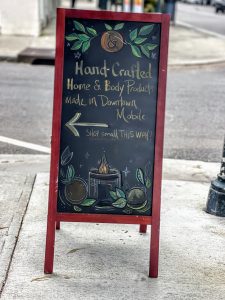 &
Hand-Crafted
Home & Body Products
Made in Downtown
Mobile
Shop small THIS WAY!